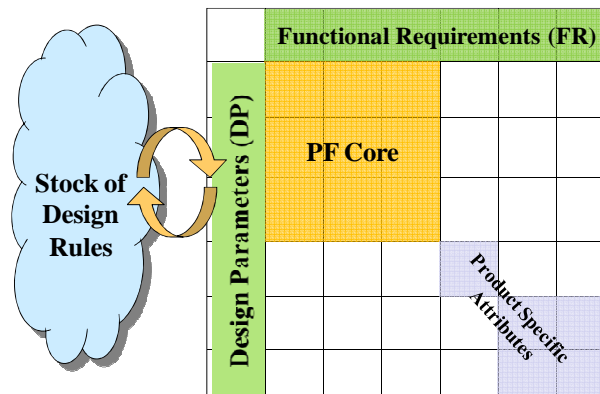 Functional Requirements (FR)
Design Parameters (DP)
PF Core
Stock of
Design
Rules
Product Specific
Attributes